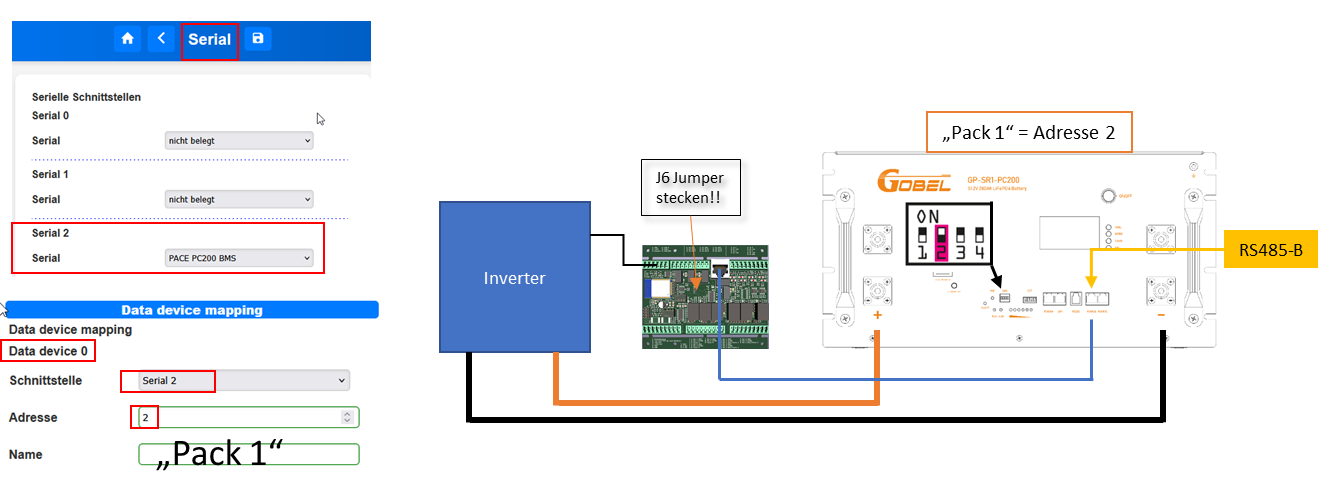 Serial
Serielle Schnittstellen
Serial 0
Serial
nicht belegt
Serial 1
Serial
nicht belegt
Serial 2
Serial
PACE PC200 BMS
Data device mapping
Data device mapping
Data device 0
Schnittstelle
Serial 2
Adresse
2
Name
„Pack 1“
Inverter
J6 Jumper
stecken!!
„Pack 1“ = Adresse 2
GOBEL
GP-SR1-PC200
ON
1 2 3 4
ON/OFF
RS485-B
+
−